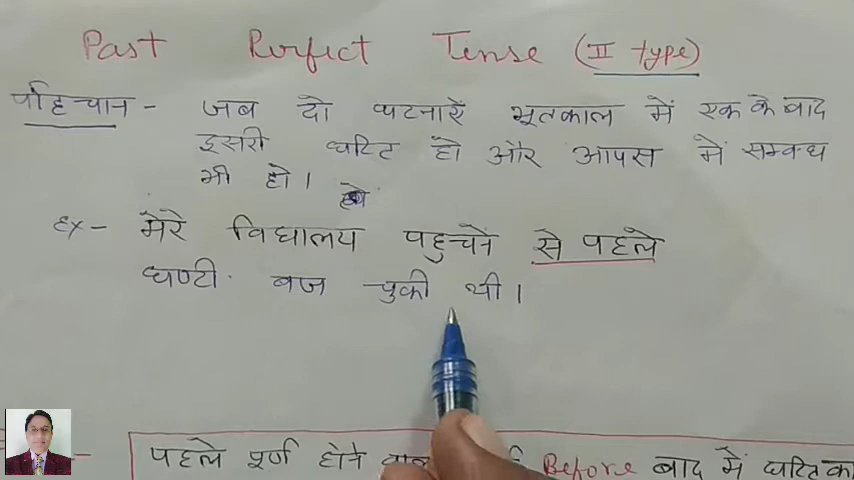 Past Perfect Tense (II type)
पहिचान - जब दो घटनाऐं भूतकाल में एक के बाद
दूसरी घटित हो और आपस में सम्बन्ध
भी हो।
Ex - मेरे विद्यालय पहुचने से पहले
घण्टी बज चुकी थी।
पहले पूर्ण होने Before बाद में